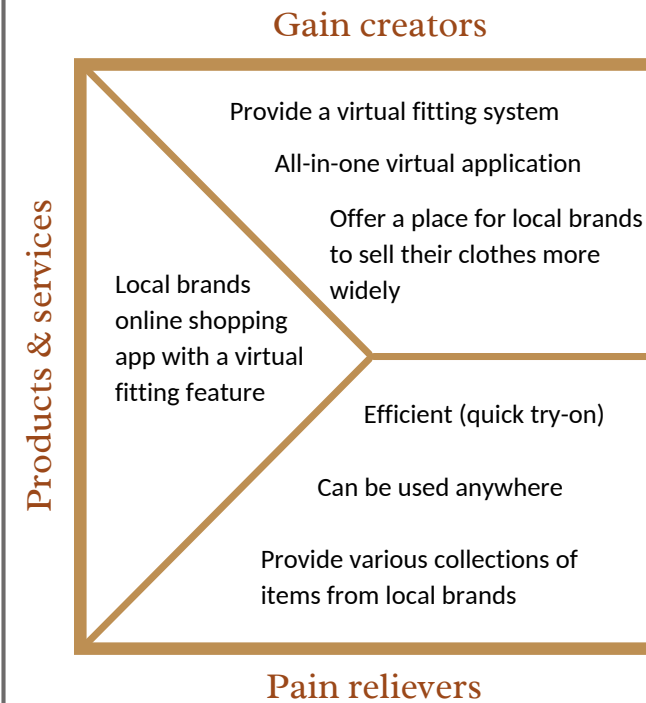 Gain creators
Provide a virtual fitting system
All-in-one virtual application
Offer a place for local brands
to sell their clothes more
widely
Products & services
Local brands
online shopping
app with a virtual
fitting feature
Efficient (quick try-on)
Can be used anywhere
Provide various collections of
items from local brands
Pain relievers